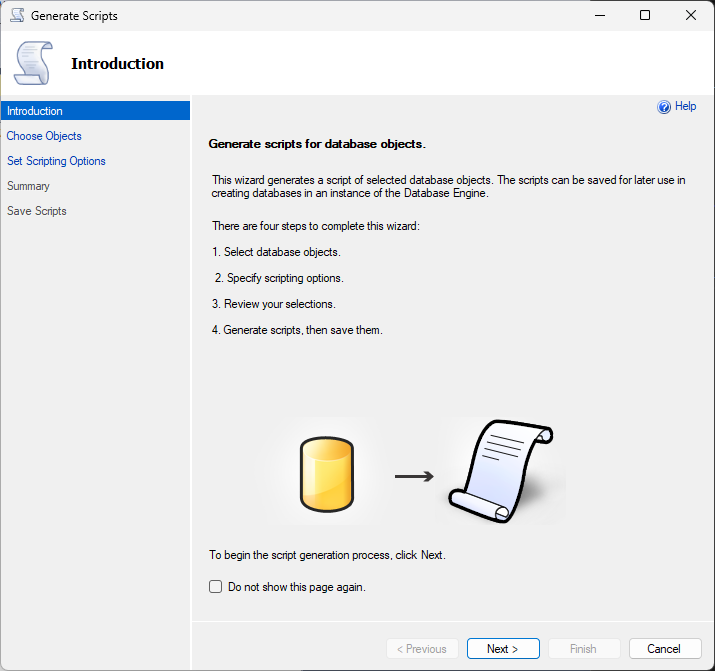 Generate Scripts
Introduction
Introduction
Choose Objects
Set Scripting Options
Summary
Save Scripts
Help
Generate scripts for database objects.
This wizard generates a script of selected database objects. The scripts can be saved for later use in
creating databases in an instance of the Database Engine.
There are four steps to complete this wizard:
1. Select database objects.
2. Specify scripting options.
3. Review your selections.
4. Generate scripts, then save them.
To begin the script generation process, click Next.
Do not show this page again.
< Previous
Next >
Finish
Cancel